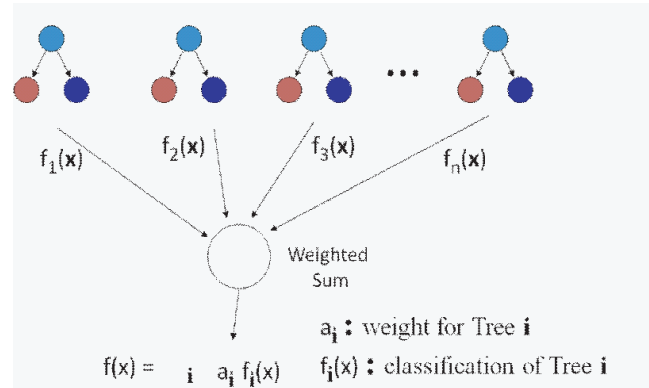 ...
f₁(x) f₂(x) f₃(x) fₙ(x)
Weighted
Sum
aᵢ : weight for Tree i
f(x) = ᵢ aᵢ fᵢ(x) fᵢ(x) : classification of Tree i